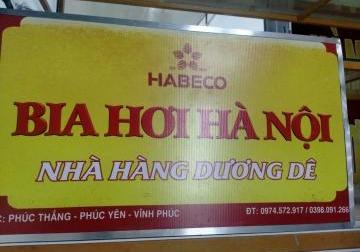 HABECO
BIA HƠI HÀ NỘI
NHÀ HÀNG DƯƠNG DÊ
C: PHÚC THẮNG - PHÚC YÊN - VĨNH PHÚC ĐT: 0974.572.917 / 0398.091.266